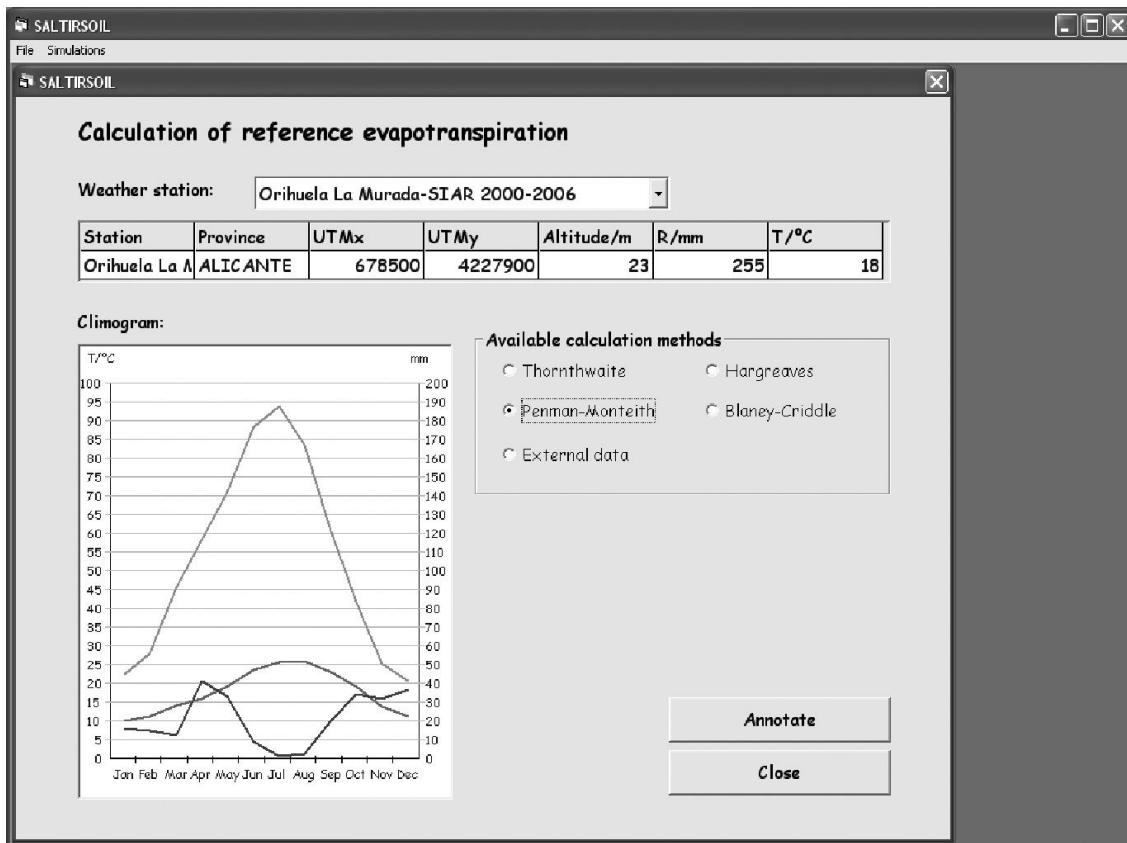 SALTIRSOIL
File Simulations
SALTIRSOIL
Calculation of reference evapotranspiration
Weather station: Orihuela La Murada-SIAR 2000-2006
Station Province UTMx UTMy Altitude/m R/mm T/ºC
Orihuela La M ALICANTE 678500 4227900 23 255 18
Climogram:
T/ºC mm
100 200
95 190
90 180
85 170
80 160
75 150
70 140
65 130
60 120
55 110
50 100
45 90
40 80
35 70
30 60
25 50
20 40
15 30
10 20
5 10
0 0
Jan Feb Mar Apr May Jun Jul Aug Sep Oct Nov Dec
Available calculation methods
Thornthwaite Hargreaves
Penman-Monteith Blaney-Criddle
External data
Annotate
Close